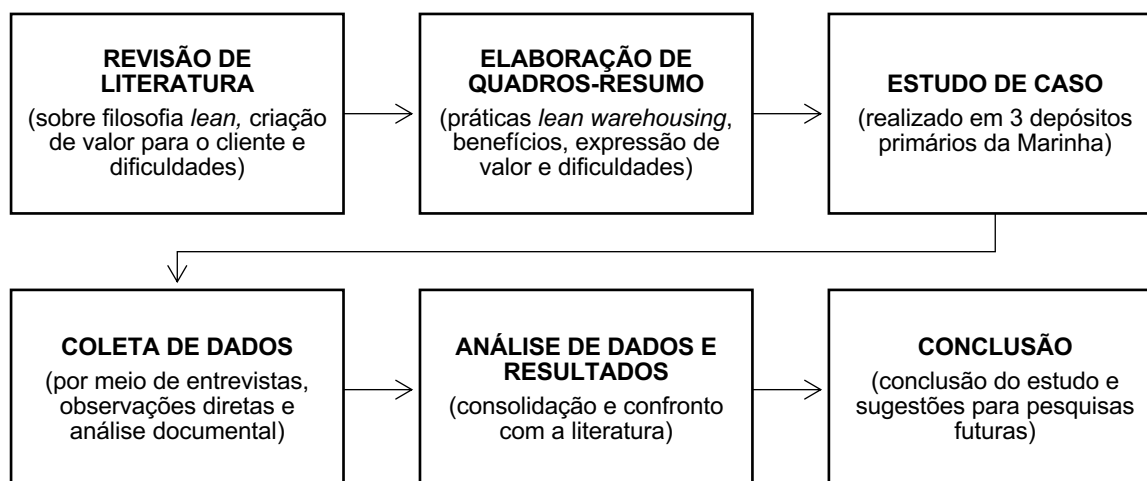 REVISÃO DE
LITERATURA
(sobre filosofia lean, criação
de valor para o cliente e
dificuldades)
ELABORAÇÃO DE
QUADROS-RESUMO
(práticas lean warehousing,
benefícios, expressão de
valor e dificuldades)
ESTUDO DE CASO
(realizado em 3 depósitos
primários da Marinha)
COLETA DE DADOS
(por meio de entrevistas,
observações diretas e
análise documental)
ANÁLISE DE DADOS E
RESULTADOS
(consolidação e confronto
com a literatura)
CONCLUSÃO
(conclusão do estudo e
sugestões para pesquisas
futuras)